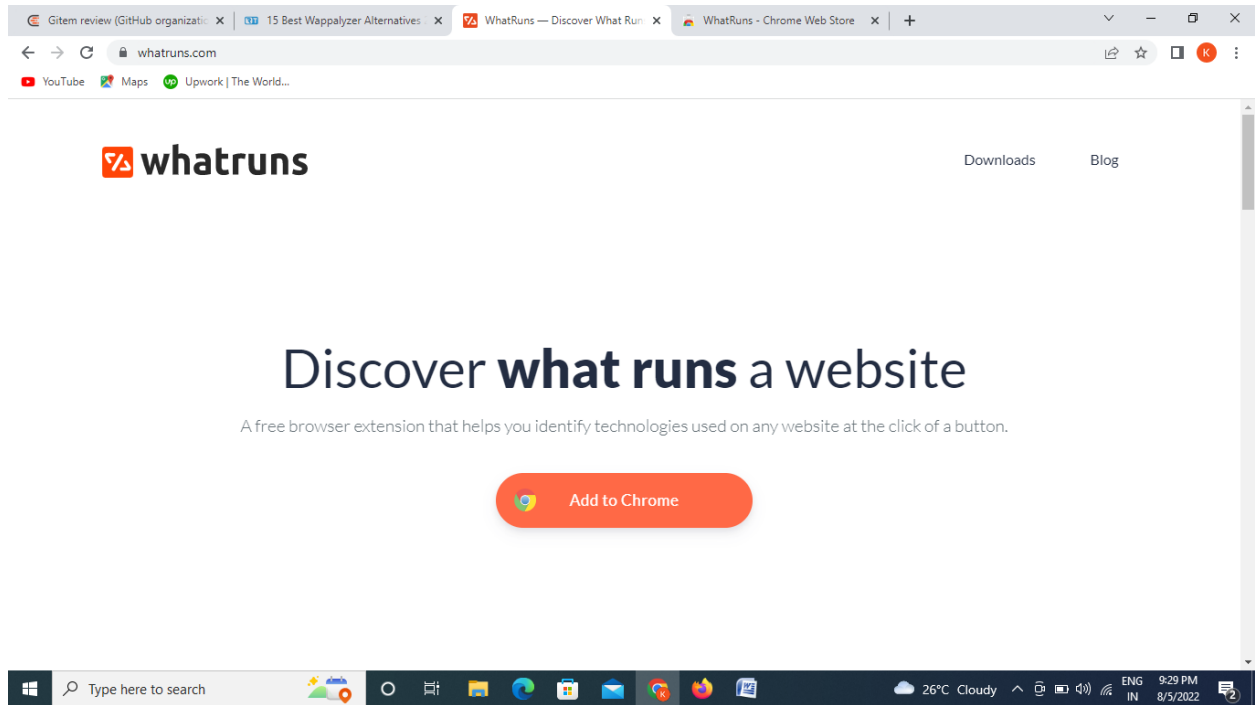 Gitem review (GitHub organizatic
15 Best Wappalyzer Alternatives
WhatRuns — Discover What Run
WhatRuns - Chrome Web Store
whatruns.com
K
YouTube
Maps
up Upwork | The World...
whatruns
Downloads
Blog
Discover what runs a website
A free browser extension that helps you identify technologies used on any website at the click of a button.
Add to Chrome
Type here to search
K
W
26°C Cloudy
ENG
IN
9:29 PM
8/5/2022
2